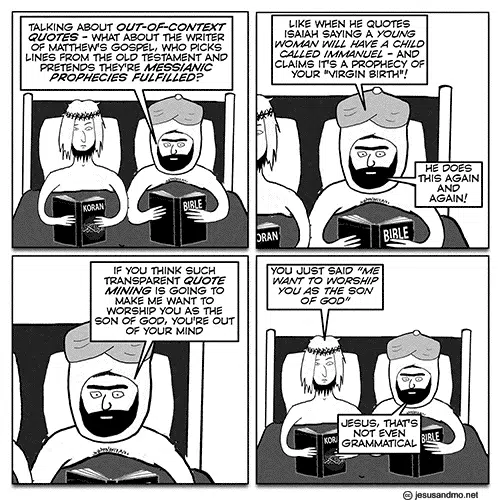 TALKING ABOUT OUT-OF-CONTEXT
QUOTES - WHAT ABOUT THE WRITER
OF MATTHEW'S GOSPEL, WHO PICKS
LINES FROM THE OLD TESTAMENT AND
PRETENDS THEY'RE MESSIANIC
PROPHECIES FULFILLED?
KORAN
BIBLE
LIKE WHEN HE QUOTES
ISAIAH SAYING A YOUNG
WOMAN WILL HAVE A CHILD
CALLED IMMANUEL - AND
CLAIMS IT'S A PROPHECY OF
YOUR "VIRGIN BIRTH"!
HE DOES
THIS AGAIN
AND
AGAIN!
ORAN
BIBLE
IF YOU THINK SUCH
TRANSPARENT QUOTE
MINING IS GOING TO
MAKE ME WANT TO
WORSHIP YOU AS THE
SON OF GOD, YOU'RE OUT
OF YOUR MIND
YOU JUST SAID "ME
WANT TO WORSHIP
YOU AS THE SON
OF GOD"
JESUS, THAT'S
NOT EVEN
GRAMMATICAL
KOR
BIBLE
cc jesusandmo.net